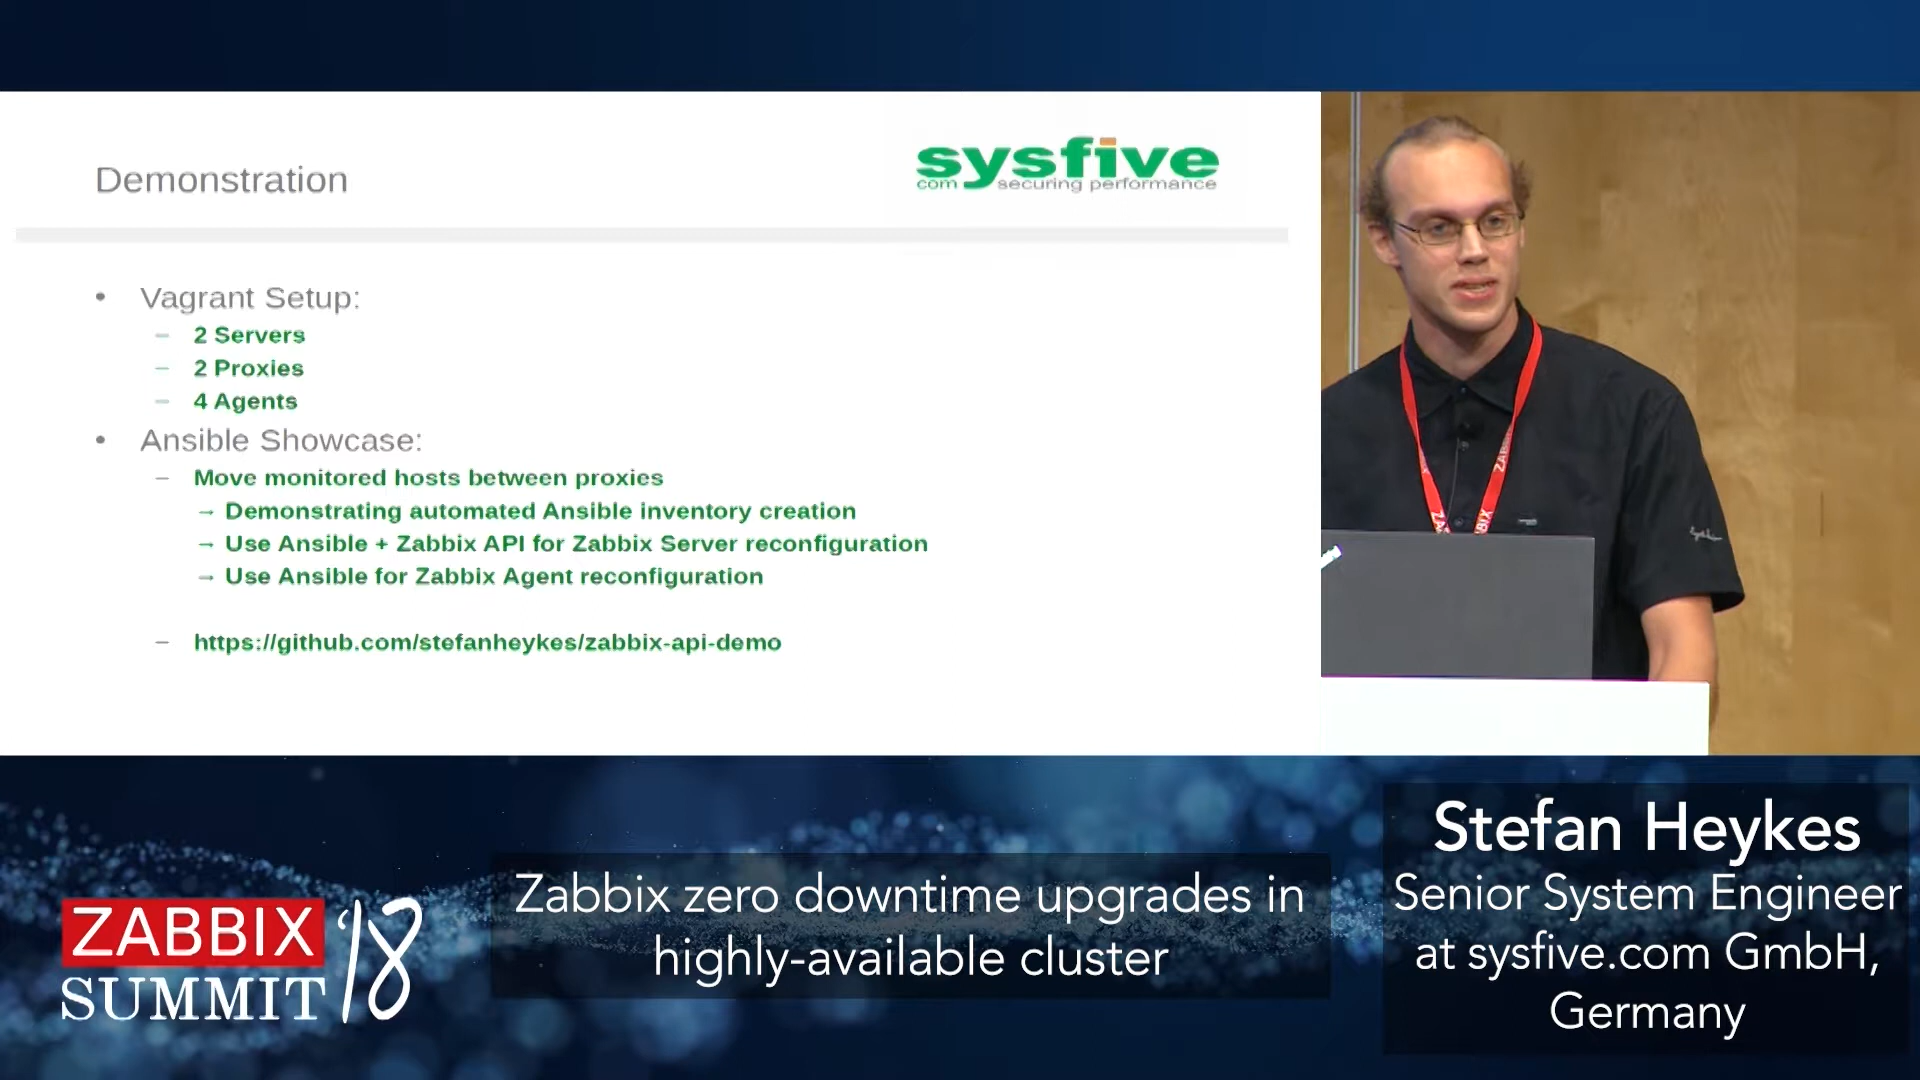 Demonstration
sysfive
com securing performance
• Vagrant Setup:
– 2 Servers
– 2 Proxies
– 4 Agents
• Ansible Showcase:
– Move monitored hosts between proxies
→ Demonstrating automated Ansible inventory creation
→ Use Ansible + Zabbix API for Zabbix Server reconfiguration
→ Use Ansible for Zabbix Agent reconfiguration
– https://github.com/stefanheykes/zabbix-api-demo
ZABBIX
ZABBIX SUMMIT '18
Zabbix zero downtime upgrades in
highly-available cluster
Stefan Heykes
Senior System Engineer
at sysfive.com GmbH,
Germany